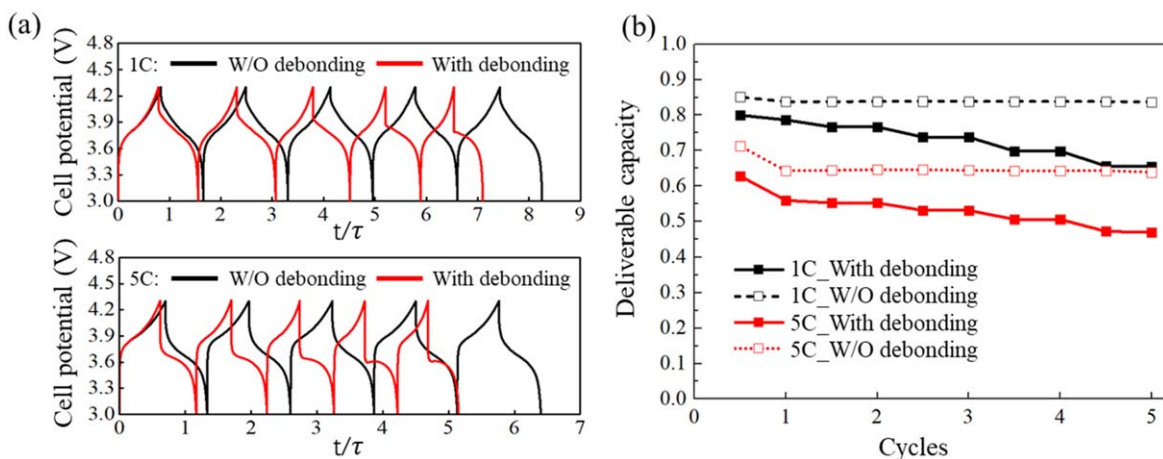 (a)
Cell potential (V)
4.8
4.5
4.2
3.9
3.6
3.3
3.0
1C: W/O debonding With debonding
0 1 2 3 4 5 6 7 8 9
t/τ
Cell potential (V)
4.8
4.5
4.2
3.9
3.6
3.3
3.0
5C: W/O debonding With debonding
0 1 2 3 4 5 6 7
t/τ
(b)
Deliverable capacity
1.0
0.9
0.8
0.7
0.6
0.5
0.4
0.3
0.2
0.1
0.0
1C_With debonding
1C_W/O debonding
5C_With debonding
5C_W/O debonding
0 1 2 3 4 5
Cycles